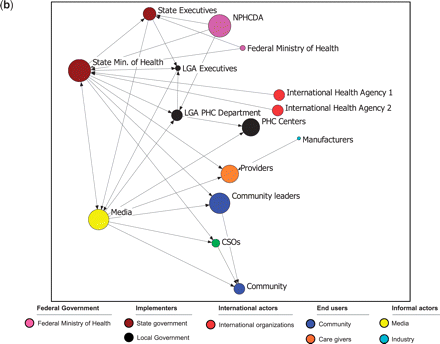 (b)
State Executives
NPHCDA
Federal Ministry of Health
State Min. of Health
LGA Executives
International Health Agency 1
International Health Agency 2
LGA PHC Department
PHC Centers
Manufacturers
Providers
Community leaders
Media
CSOs
Community
Federal Government Implementers International actors End users Informal actors
Federal Ministry of Health State government International organizations Community Media
Local Government Care givers Industry